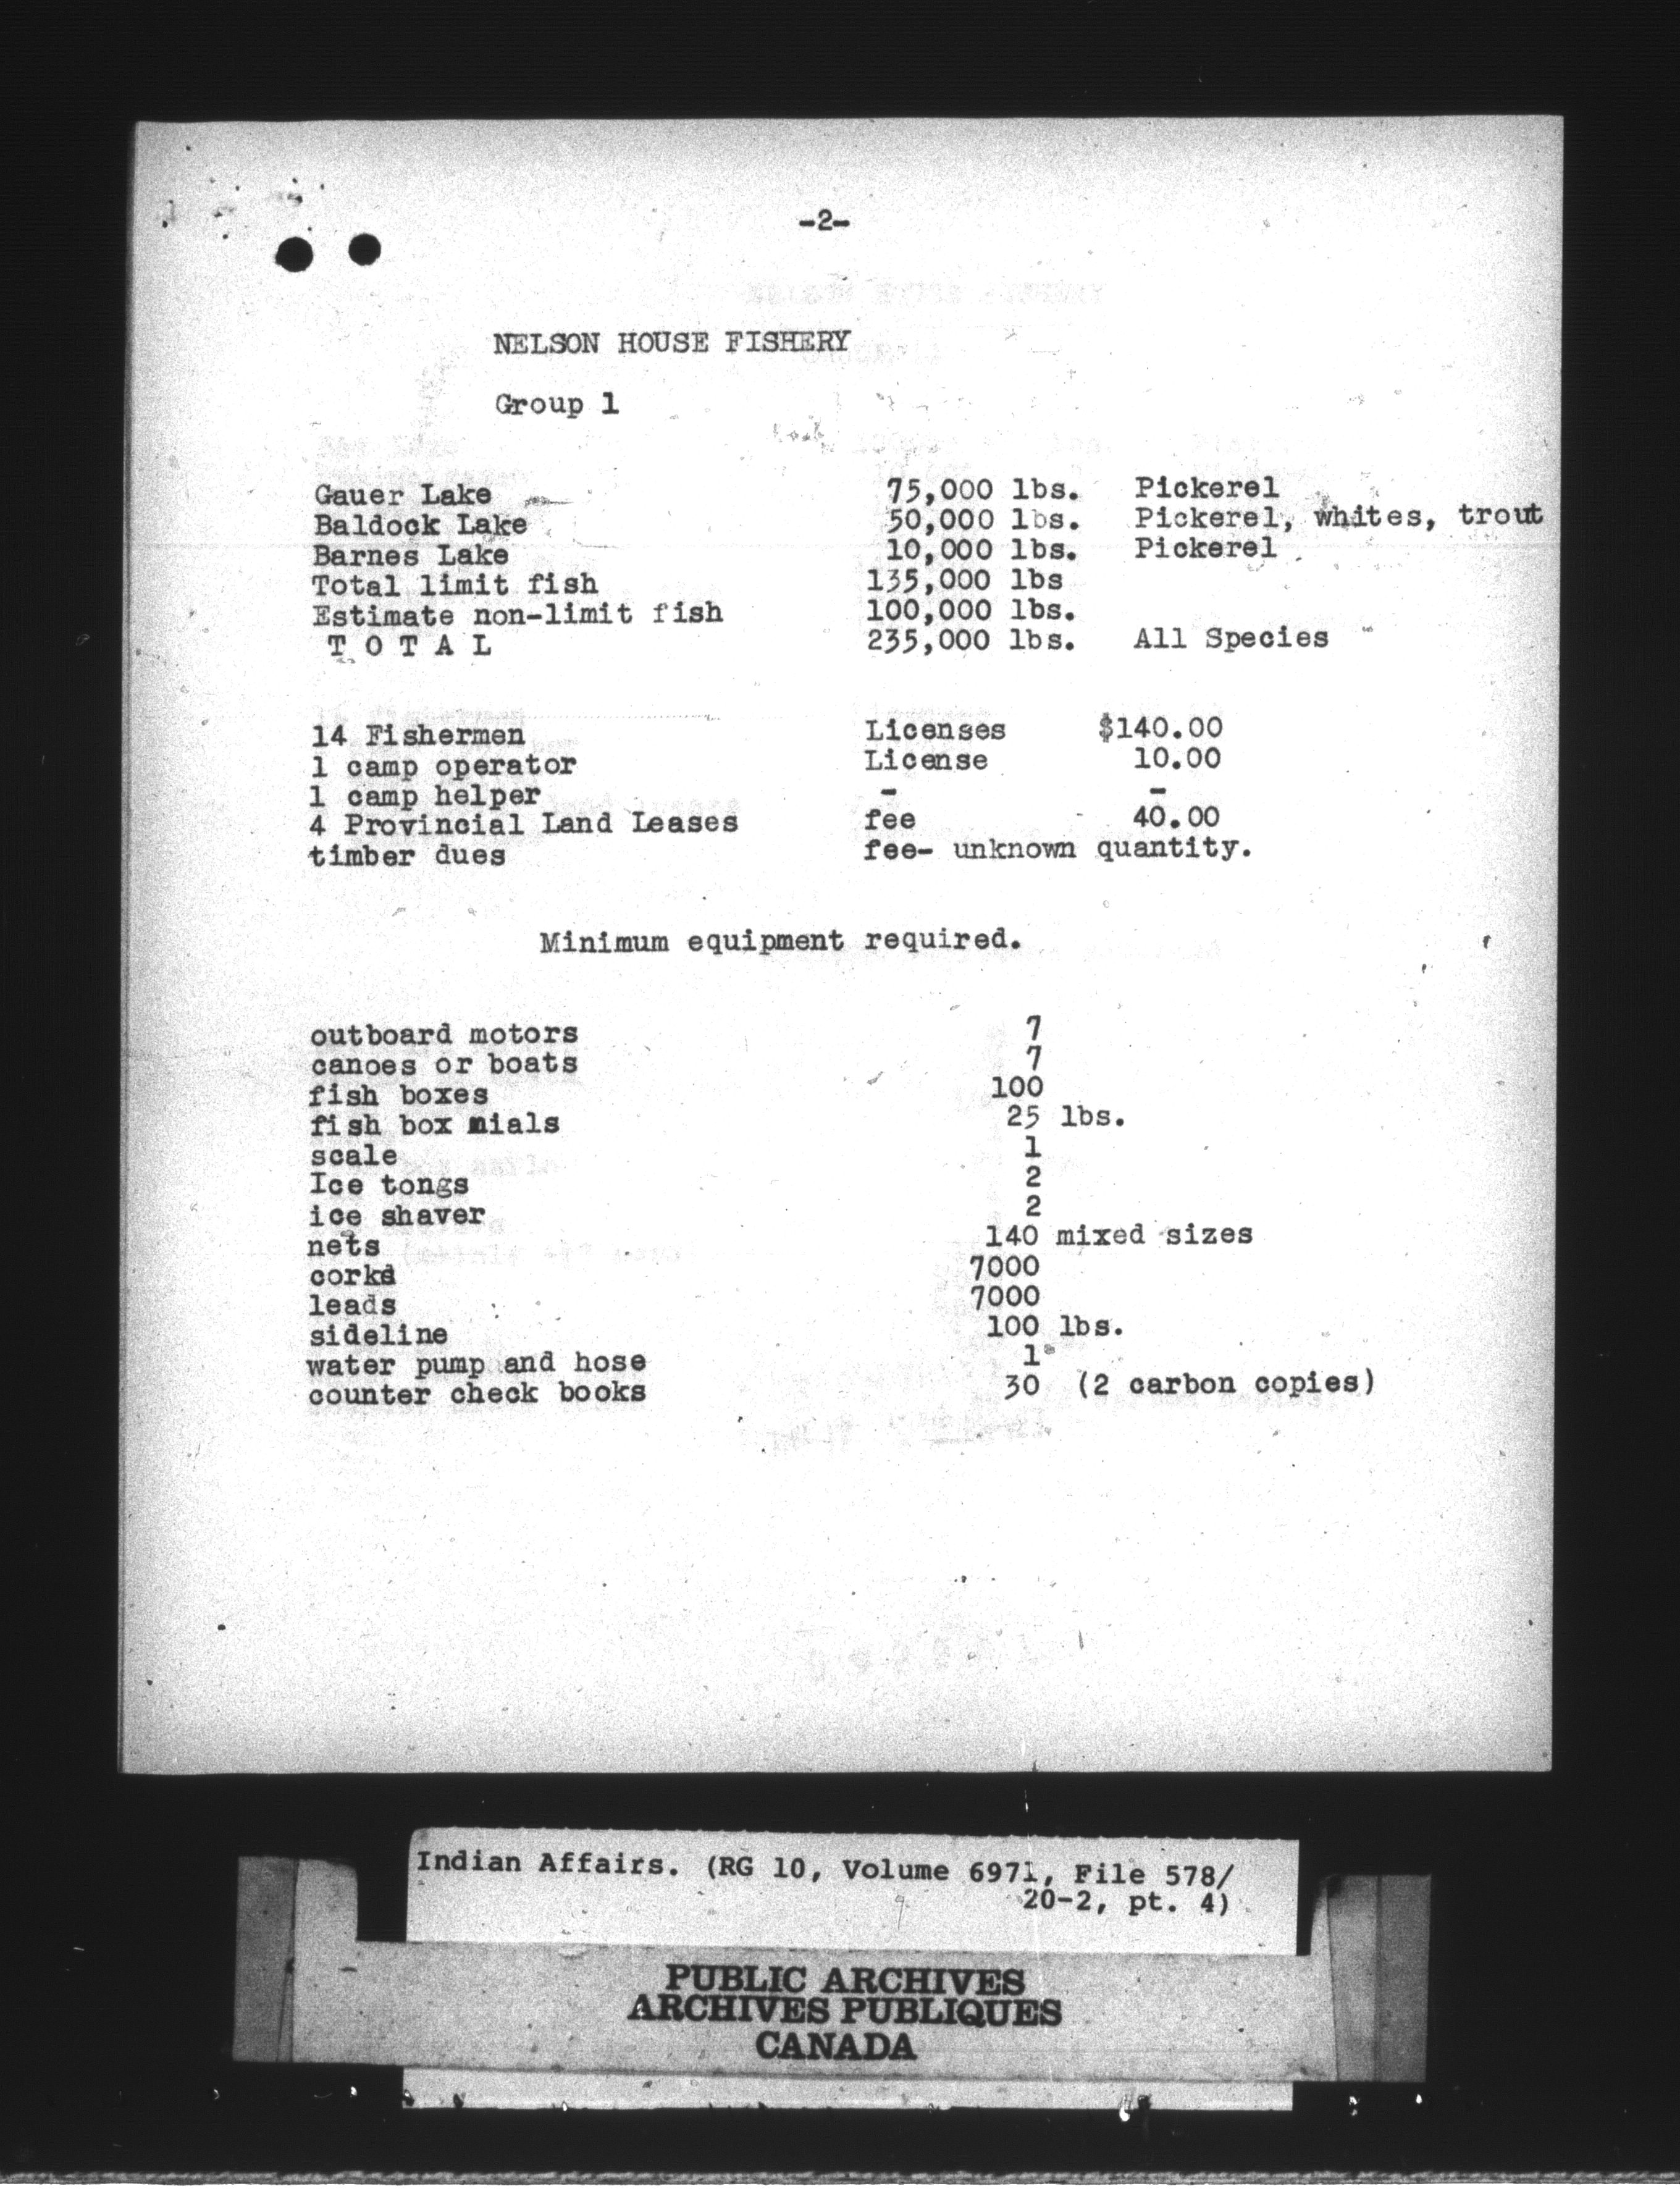 -2-
NELSON HOUSE FISHERY
Group 1
Gauer Lake 75,000 lbs. Pickerel
Baldock Lake 50,000 lbs. Pickerel, whites, trout
Barnes Lake 10,000 lbs. Pickerel
Total limit fish 135,000 lbs
Estimate non-limit fish 100,000 lbs.
T O T A L 235,000 lbs. All Species
14 Fishermen Licenses $140.00
1 camp operator License 10.00
1 camp helper - -
4 Provincial Land Leases fee 40.00
timber dues fee- unknown quantity.
Minimum equipment required.
outboard motors 7
canoes or boats 7
fish boxes 100
fish box nials 25 lbs.
scale 1
Ice tongs 2
ice shaver 2
nets 140 mixed sizes
corks 7000
leads 7000
sideline 100 lbs.
water pump and hose 1
counter check books 30 (2 carbon copies)
Indian Affairs. (RG 10, Volume 6971, File 578/
20-2, pt. 4)
PUBLIC ARCHIVES
ARCHIVES PUBLIQUES
CANADA